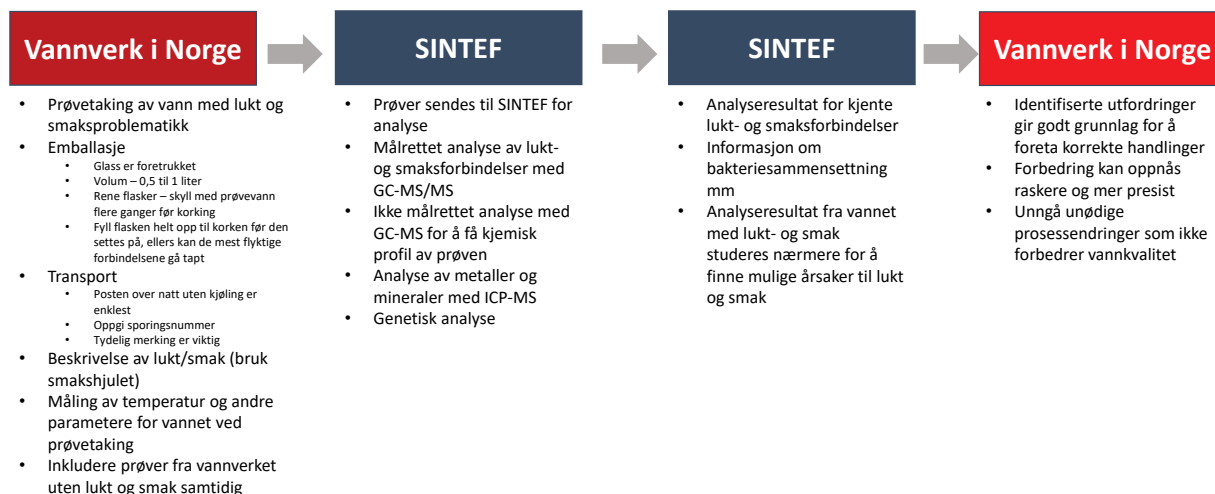 Vannverk i Norge
• Prøvetaking av vann med lukt og
smaksproblematikk
• Emballasje
• Glass er foretrukket
• Volum – 0,5 til 1 liter
• Rene flasker – skyll med prøvevann
flere ganger før korking
• Fyll flasken helt opp til korken før den
settes på, ellers kan de mest flyktige
forbindelsene gå tapt
• Transport
• Posten over natt uten kjøling er
enklest
• Oppgi sporingsnummer
• Tydelig merking er viktig
• Beskrivelse av lukt/smak (bruk
smakshjulet)
• Måling av temperatur og andre
parametere for vannet ved
prøvetaking
• Inkludere prøver fra vannverket
uten lukt og smak samtidig
SINTEF
• Prøver sendes til SINTEF for
analyse
• Målrettet analyse av lukt-
og smaksforbindelser med
GC-MS/MS
• Ikke målrettet analyse med
GC-MS for å få kjemisk
profil av prøven
• Analyse av metaller og
mineraler med ICP-MS
• Genetisk analyse
SINTEF
• Analyseresultat for kjente
lukt- og smaksforbindelser
• Informasjon om
bakteriesammensettning
mm
• Analyseresultat fra vannet
med lukt- og smak
studeres nærmere for å
finne mulige årsaker til lukt
og smak
Vannverk i Norge
• Identifiserte utfordringer
gir godt grunnlag for å
foreta korrekte handlinger
• Forbedring kan oppnås
raskere og mer presist
• Unngå unødige
prosessendringer som ikke
forbedrer vannkvalitet